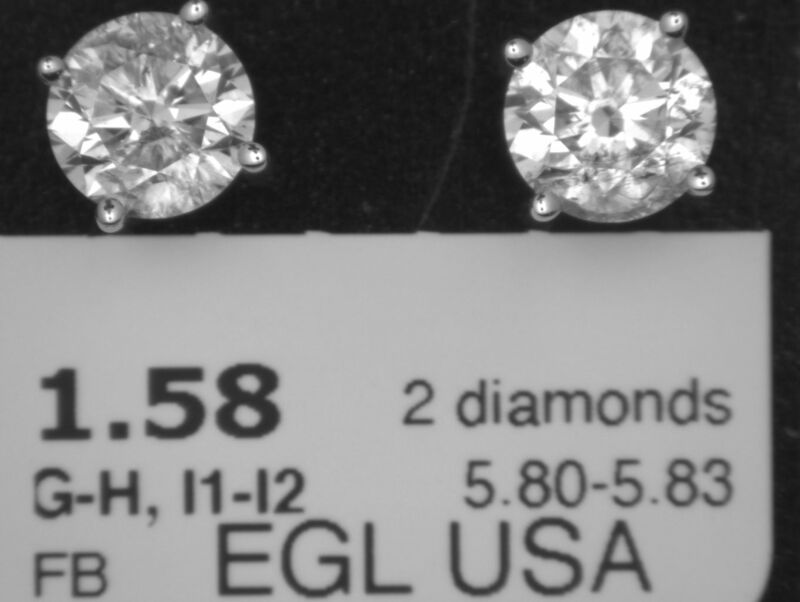 1.58 2 diamonds
G-H, I1-I2 5.80-5.83
FB EGL USA